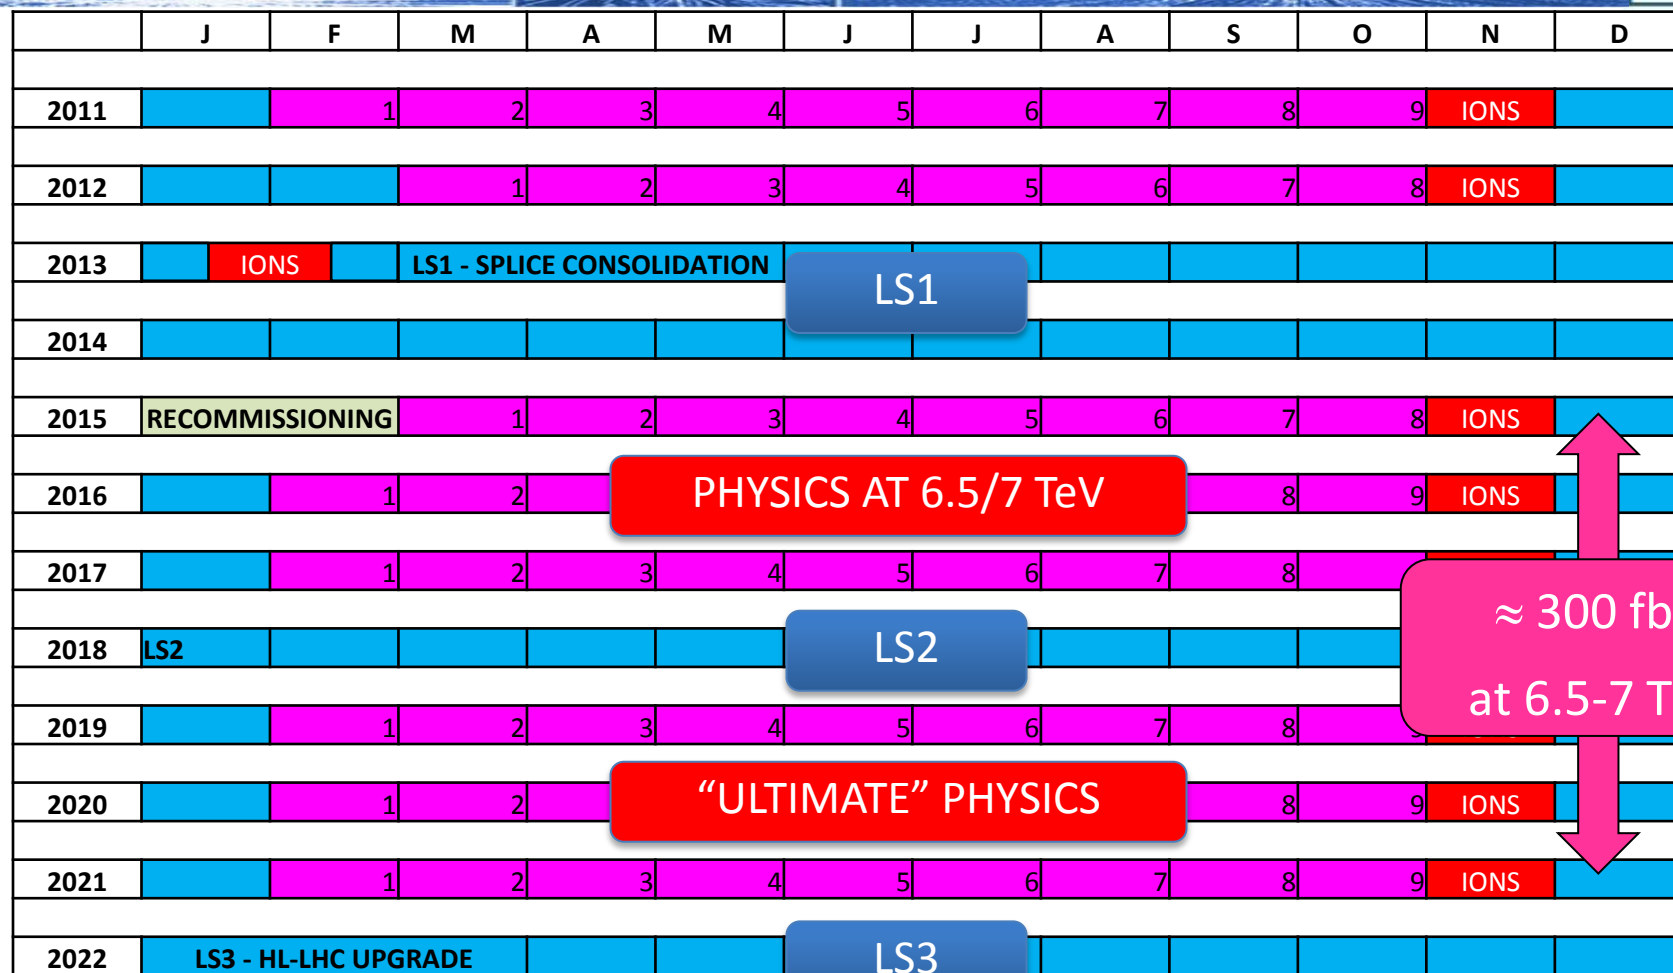 J F M A M J J A S O N D
2011 1 2 3 4 5 6 7 8 9 IONS
2012 1 2 3 4 5 6 7 8 IONS
2013 IONS LS1 - SPLICE CONSOLIDATION
LS1
2014
2015 RECOMMISSIONING 1 2 3 4 5 6 7 8 IONS
2016 1 2 PHYSICS AT 6.5/7 TeV 8 9 IONS
2017 1 2 3 4 5 6 7 8
≈ 300 fb
2018 LS2 LS2
at 6.5-7 T
2019 1 2 3 4 5 6 7 8
2020 1 2 “ULTIMATE” PHYSICS 8 9 IONS
2021 1 2 3 4 5 6 7 8 9 IONS
2022 LS3 - HL-LHC UPGRADE LS3